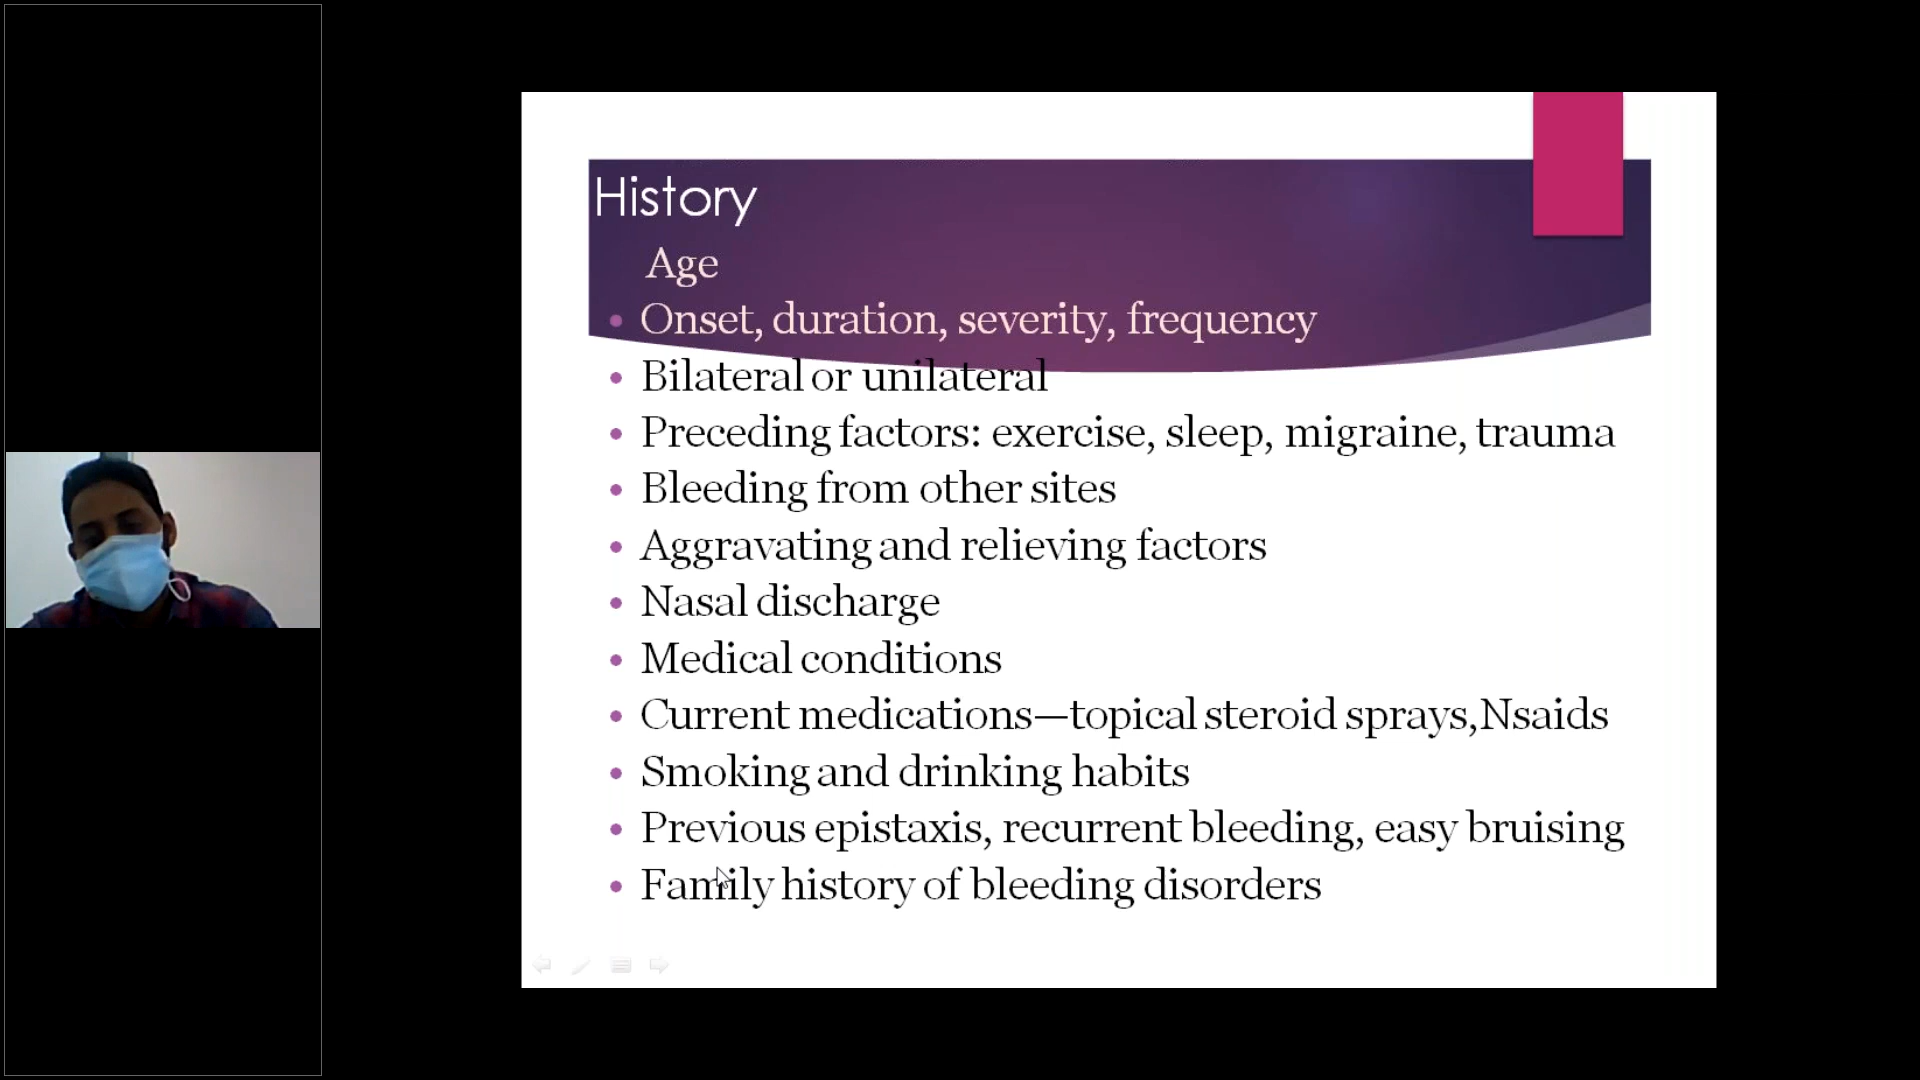 History
Age
• Onset, duration, severity, frequency
• Bilateral or unilateral
• Preceding factors: exercise, sleep, migraine, trauma
• Bleeding from other sites
• Aggravating and relieving factors
• Nasal discharge
• Medical conditions
• Current medications—topical steroid sprays,Nsaids
• Smoking and drinking habits
• Previous epistaxis, recurrent bleeding, easy bruising
• Family history of bleeding disorders